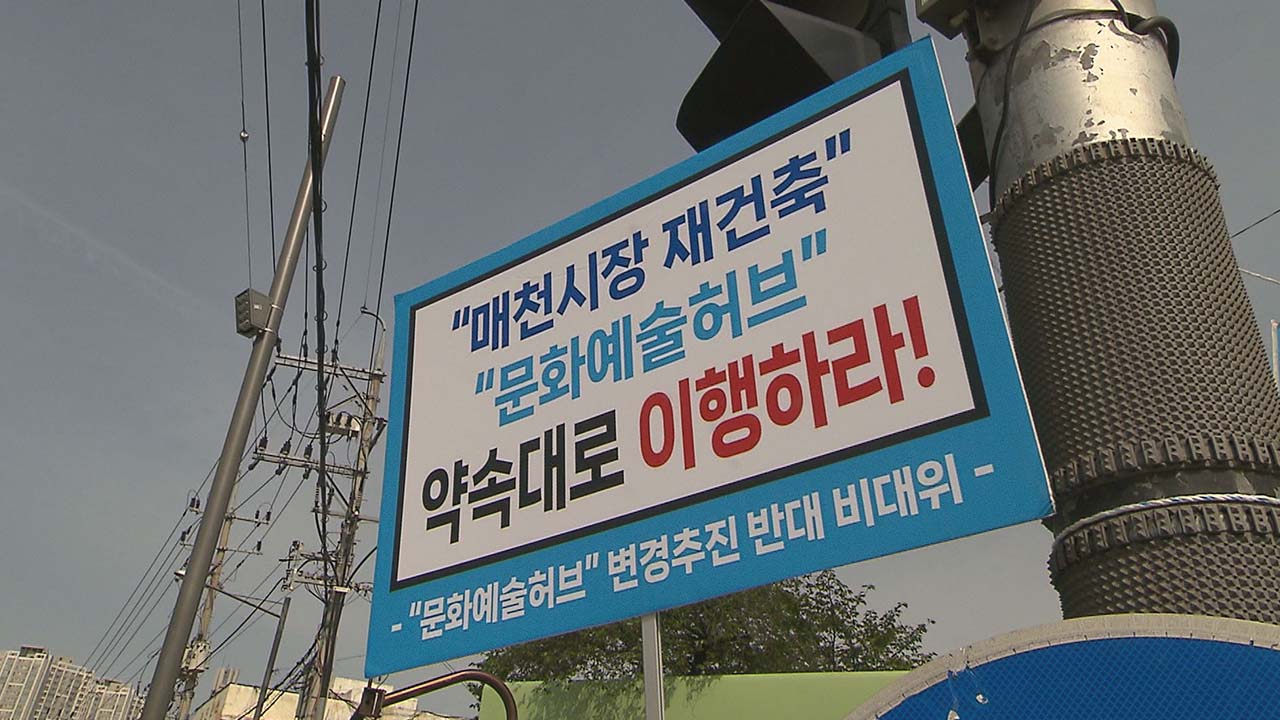 "매천시장 재건축"
"문화예술허브"
약속대로 이행하라!
- "문화예술허브" 변경추진 반대 비대위 -